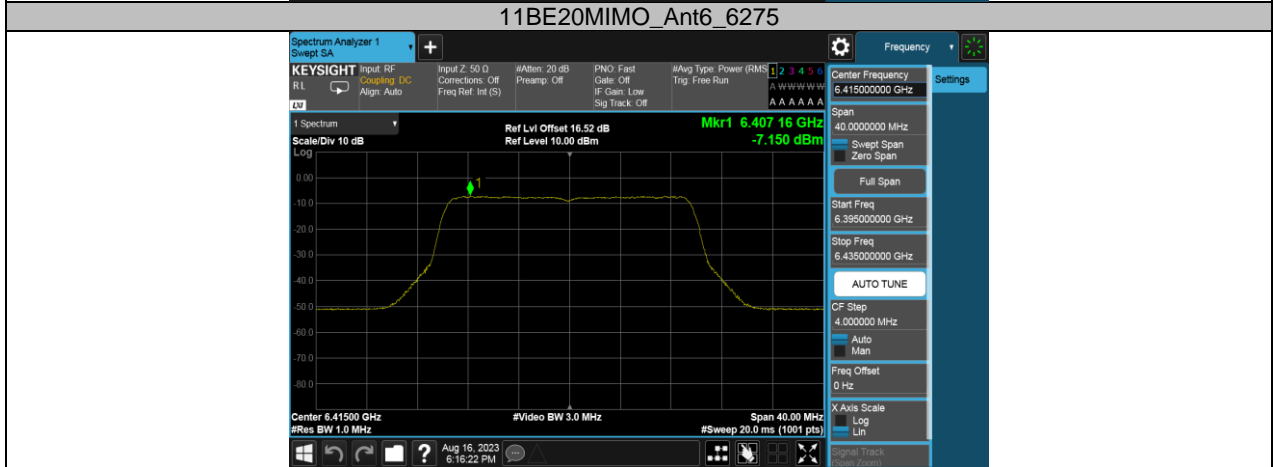 11BE20MIMO_Ant6_6275
Spectrum Analyzer 1
Swept SA
Frequency
KEYSIGHT
RL
LXI
Input: RF
Coupling: DC
Align: Auto
Input Z: 50 Ω
Corrections: Off
Freq Ref: Int (S)
#Atten: 20 dB
Preamp: Off
PNO: Fast
Gate: Off
IF Gain: Low
Sig Track: Off
#Avg Type: Power (RMS
Trig: Free Run
1 2 3 4 5 6
A W W W W W
A A A A A A
1 Spectrum
Scale/Div 10 dB
Log
Ref Lvl Offset 16.52 dB
Ref Level 10.00 dBm
Mkr1 6.407 16 GHz
-7.150 dBm
0.00
-10.0
-20.0
-30.0
-40.0
-50.0
-60.0
-70.0
-80.0
1
Center 6.41500 GHz
#Res BW 1.0 MHz
#Video BW 3.0 MHz
Span 40.00 MHz
#Sweep 20.0 ms (1001 pts)
Aug 16, 2023
6:16:22 PM
Center Frequency
6.415000000 GHz
Settings
Span
40.0000000 MHz
Swept Span
Zero Span
Full Span
Start Freq
6.395000000 GHz
Stop Freq
6.435000000 GHz
AUTO TUNE
CF Step
4.000000 MHz
Auto
Man
Freq Offset
0 Hz
X Axis Scale
Log
Lin
Signal Track
(Span Zoom)